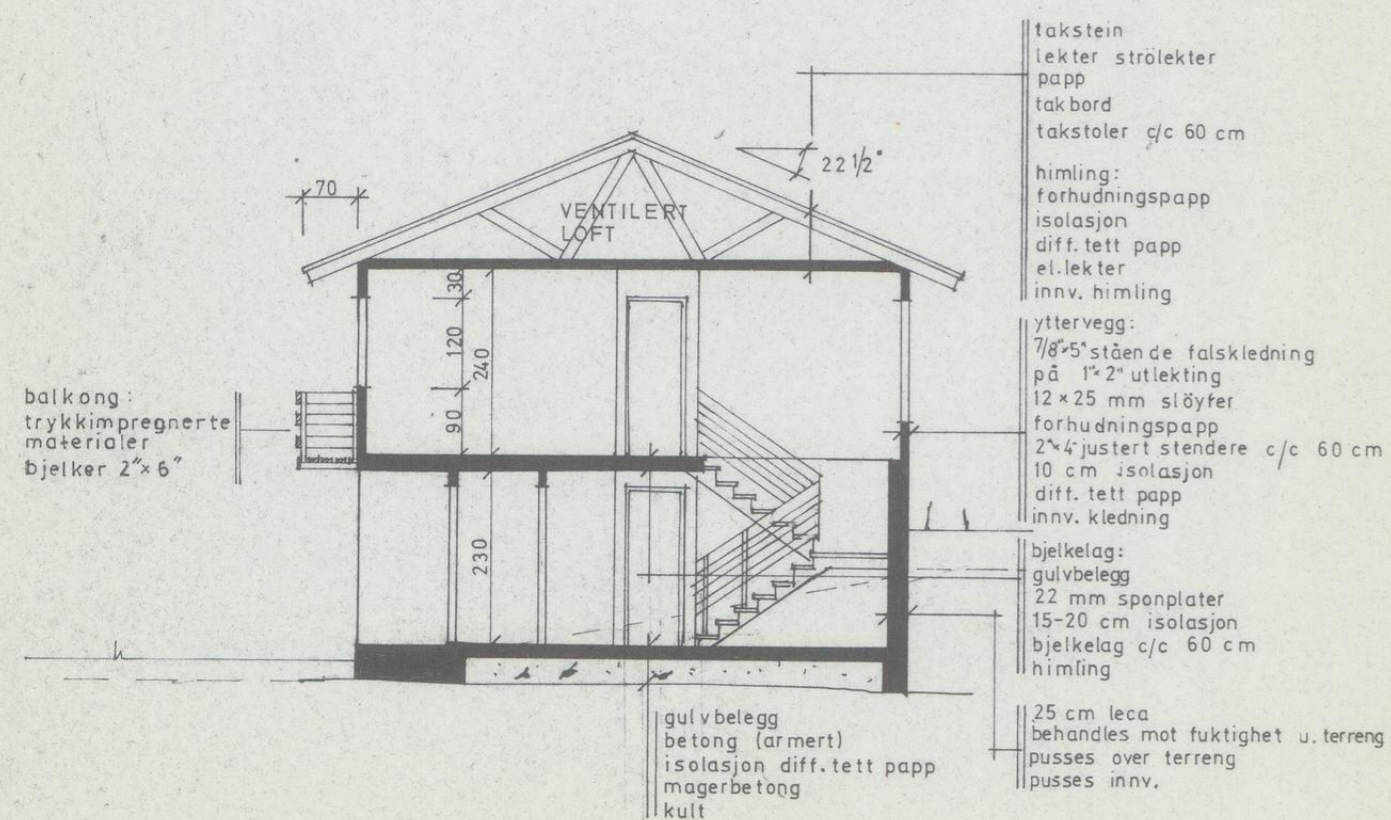 takstein
lekter strölekter
papp
takbord
takstoler c/c 60 cm
himling:
forhudningspapp
isolasjon
diff. tett papp
el.lekter
innv. himling
22 1/2°
70
VENTILERT
LOFT
30
120
240
90
230
balkong:
trykkimpregnerte
materialer
bjelker 2"×6"
yttervegg:
7/8"×5" stående falskledning
på 1"×2" utlekting
12×25 mm slöyfer
forhudningspapp
2"×4" justert stendere c/c 60 cm
10 cm isolasjon
diff. tett papp
innv. kledning
bjelkelag:
gulvbelegg
22 mm sponplater
15-20 cm isolasjon
bjelkelag c/c 60 cm
himling
25 cm leca
behandles mot fuktighet u. terreng
pusses over terreng
pusses innv.
gulvbelegg
betong (armert)
isolasjon diff. tett papp
magerbetong
kult